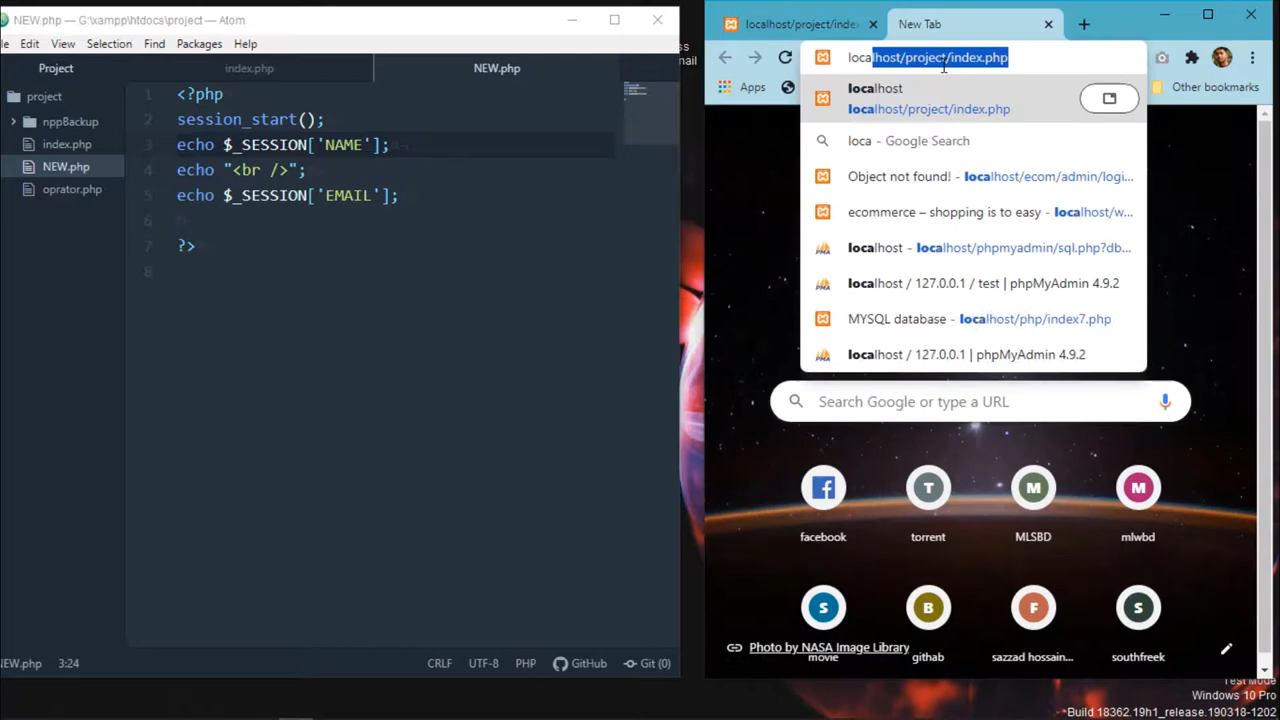 NEW.php — G:\xampp\htdocs\project — Atom
le Edit View Selection Find Packages Help
Project
project
nppBackup
index.php
NEW.php
oprator.php
index.php
NEW.php
1 <?php
2 session_start();
3 echo $_SESSION['NAME'];
4 echo "<br />";
5 echo $_SESSION['EMAIL'];
6
7 ?>
8
NEW.php 3:24
CRLF UTF-8 PHP GitHub Git (0)
localhost/project/index
New Tab
localhost/project/index.php
Apps
Other bookmarks
localhost
localhost/project/index.php
loca - Google Search
Object not found! - localhost/ecom/admin/logi...
ecommerce – shopping is to easy - localhost/w...
localhost - localhost/phpmyadmin/sql.php?db...
localhost / 127.0.0.1 / test | phpMyAdmin 4.9.2
MYSQL database - localhost/php/index7.php
localhost / 127.0.0.1 | phpMyAdmin 4.9.2
Search Google or type a URL
T M M
facebook torrent MLSBD mlwbd
S B F S
movie githab sazzad hossain... southfreek
Photo by NASA Image Library
ss
mail
Test Mode
Windows 10 Pro
Build 18362.19h1_release.190318-1202